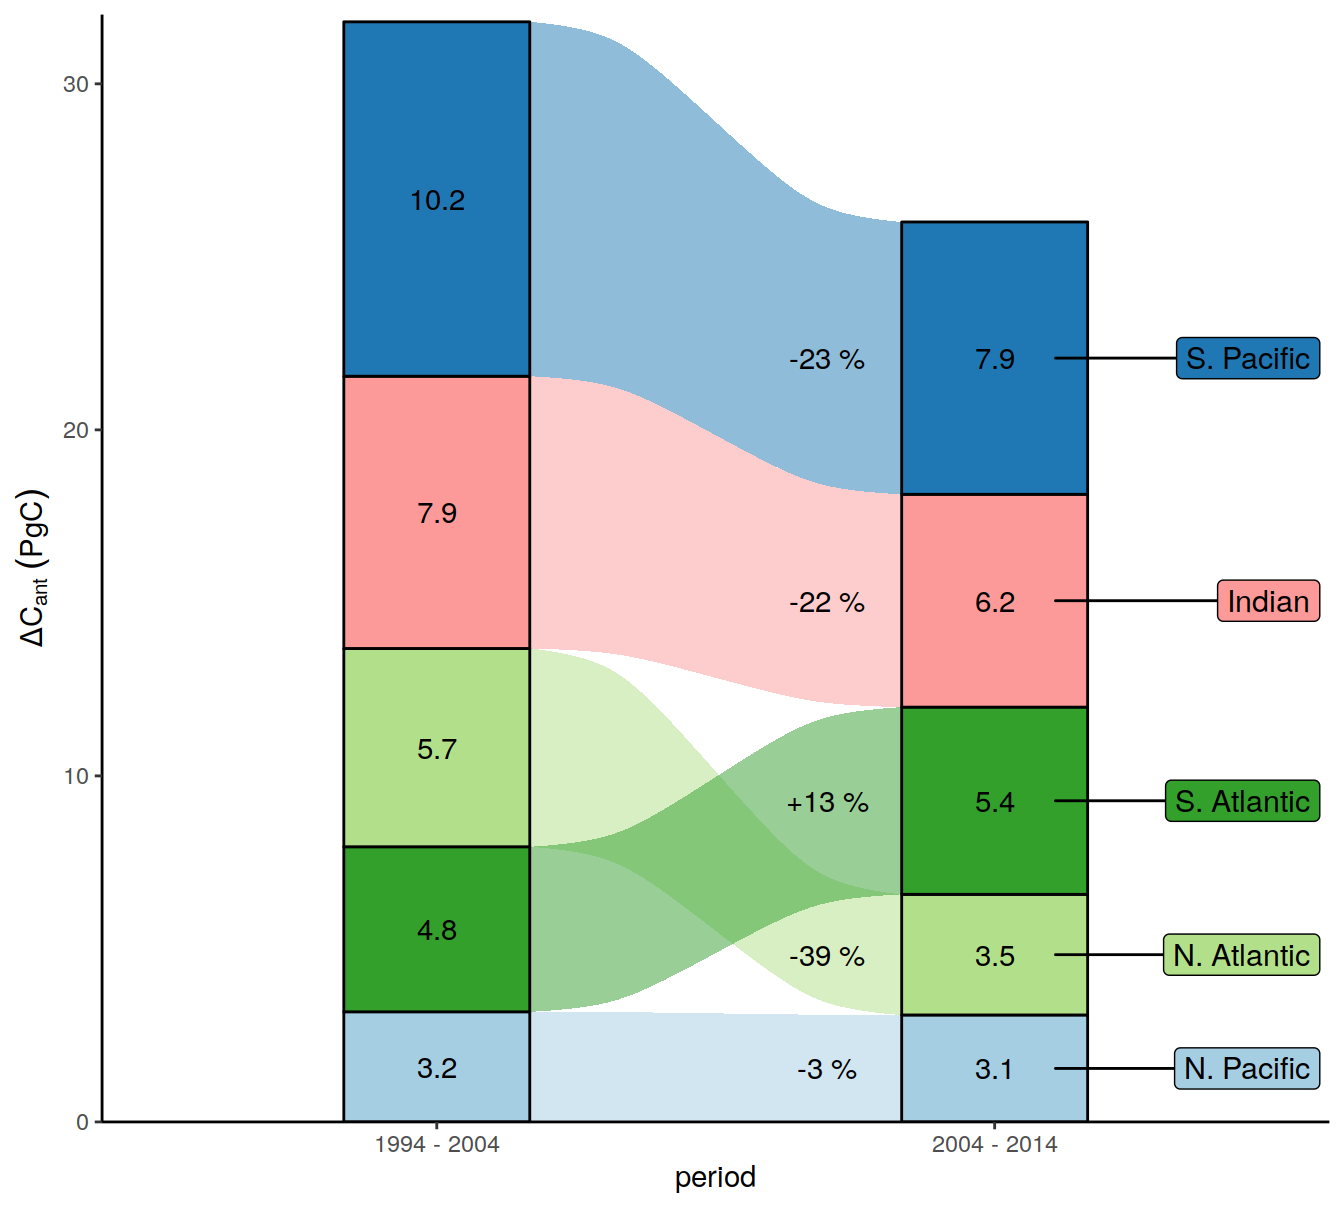 30
20
10
0
ΔCant (PgC)
10.2
7.9
5.7
4.8
3.2
-23 %
-22 %
+13 %
-39 %
-3 %
7.9
6.2
5.4
3.5
3.1
S. Pacific
Indian
S. Atlantic
N. Atlantic
N. Pacific
1994 - 2004
2004 - 2014
period